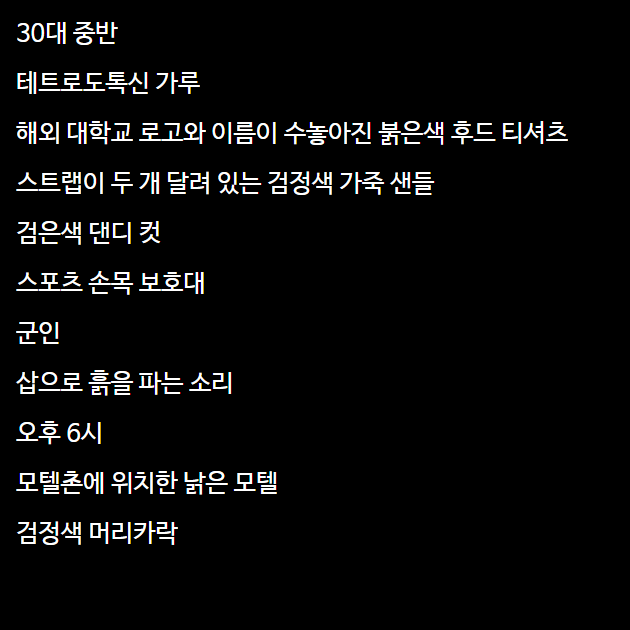 30대 중반
테트로도톡신 가루
해외 대학교 로고와 이름이 수놓아진 붉은색 후드 티셔츠
스트랩이 두 개 달려 있는 검정색 가죽 샌들
검은색 댄디 컷
스포츠 손목 보호대
군인
삽으로 흙을 파는 소리
오후 6시
모텔촌에 위치한 낡은 모텔
검정색 머리카락